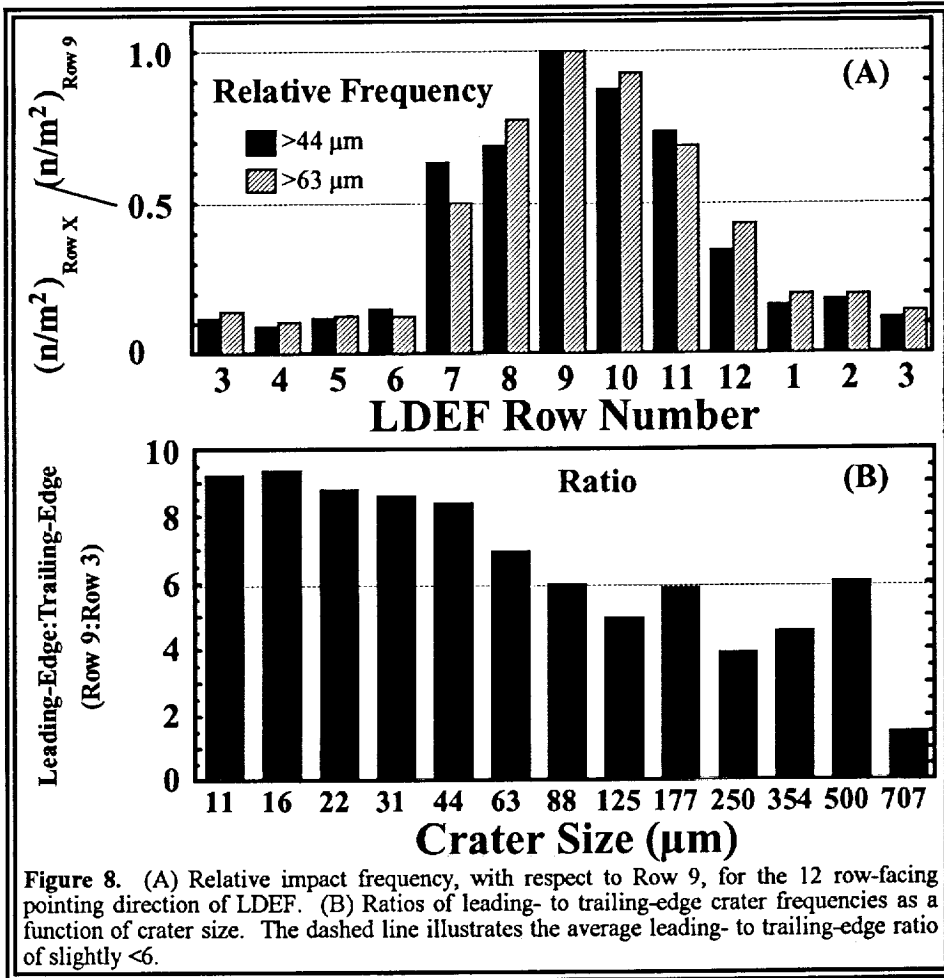 (A)
Relative Frequency
>44 μm
>63 μm
1.0
0.5
0
(n/m²)Row X / (n/m²)Row 9
3 4 5 6 7 8 9 10 11 12 1 2 3
LDEF Row Number
Ratio
(B)
10
8
6
4
2
0
Leading-Edge:Trailing-Edge
(Row 9:Row 3)
11 16 22 31 44 63 88 125 177 250 354 500 707
Crater Size (μm)
Figure 8. (A) Relative impact frequency, with respect to Row 9, for the 12 row-facing
pointing direction of LDEF. (B) Ratios of leading- to trailing-edge crater frequencies as a
function of crater size. The dashed line illustrates the average leading- to trailing-edge ratio
of slightly <6.